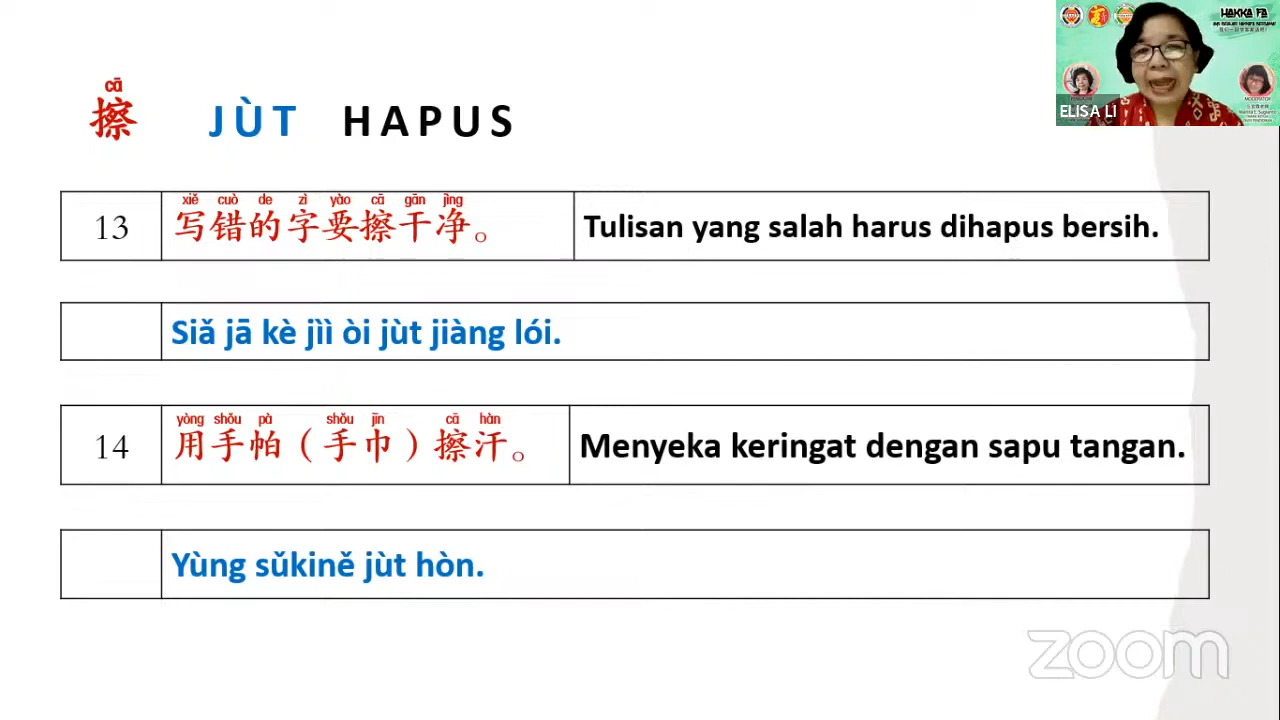 HAKKA FA
ELISA LI
MODERATOR
cā
擦 JÙT HAPUS
xiě cuò de zì yào cā gān jìng
13 写错的字要擦干净。 Tulisan yang salah harus dihapus bersih.
Siǎ jā kè jìì òi jùt jiàng lói.
yòng shǒu pà shǒu jīn cā hàn
14 用手帕（手巾）擦汗。 Menyeka keringat dengan sapu tangan.
Yùng sǔkině jùt hòn.
zoom